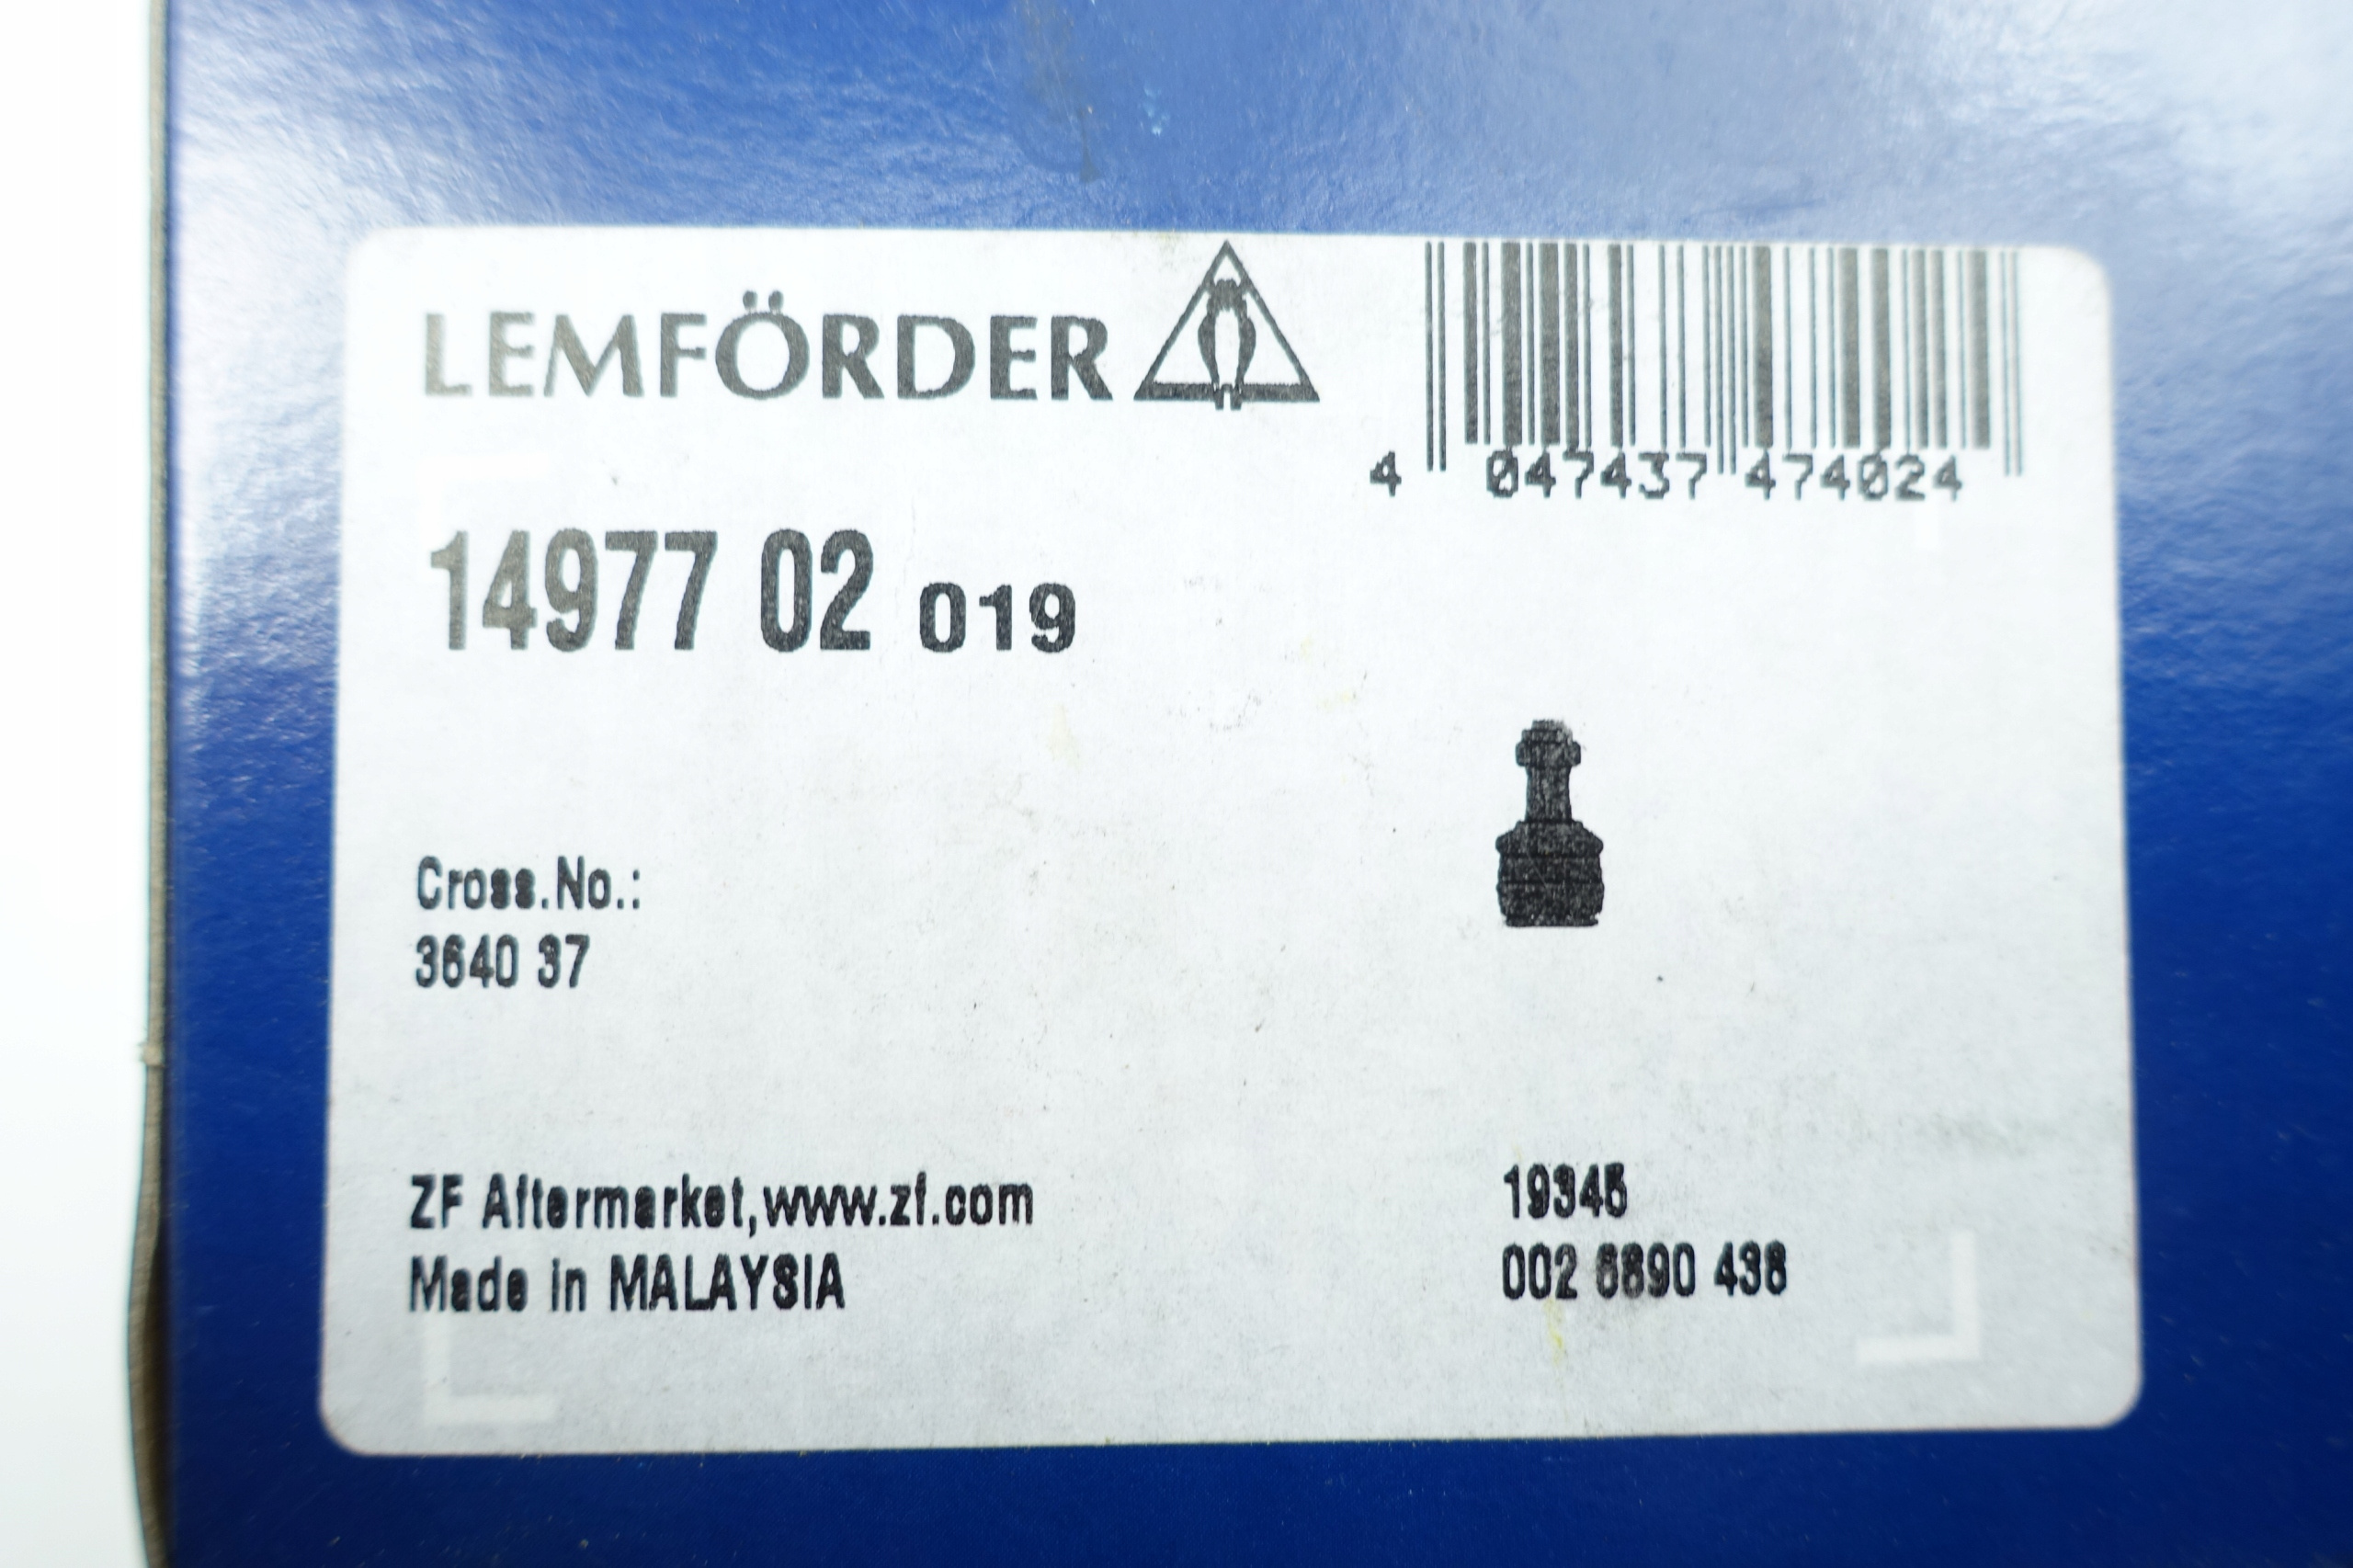 LEMFÖRDER
4 047437 474024
14977 02 019
Cross.No.:
3640 37
ZF Aftermarket,www.zf.com
Made in MALAYSIA
19345
002 6890 438